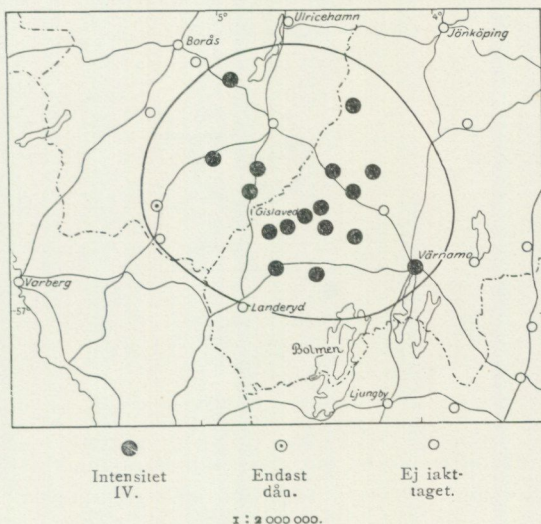 5°
4°
Ulricehamn
Borås
Jönköping
Gislaved
Värnamo
Varberg
57°
Landeryd
Bolmen
Ljungby
Intensitet
IV.
Endast
dån.
Ej iakt-
taget.
1 : 2 000 000.